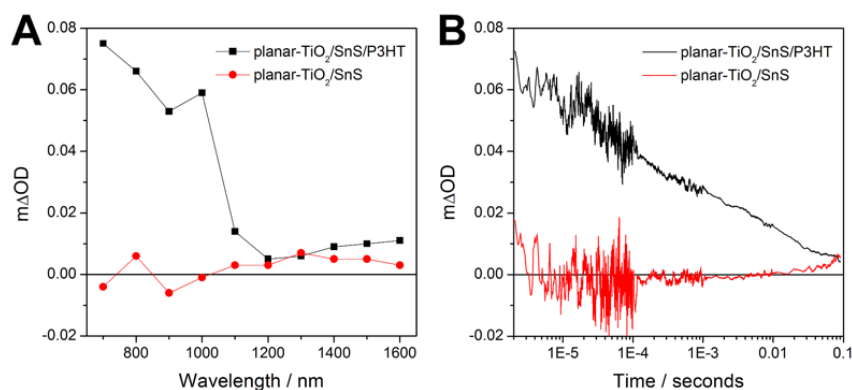 A
0.08
0.06
0.04
0.02
0.00
-0.02
mΔOD
planar-TiO₂/SnS/P3HT
planar-TiO₂/SnS
800
1000
1200
1400
1600
Wavelength / nm
B
0.08
0.06
0.04
0.02
0.00
-0.02
mΔOD
planar-TiO₂/SnS/P3HT
planar-TiO₂/SnS
1E-5
1E-4
1E-3
0.01
0.1
Time / seconds